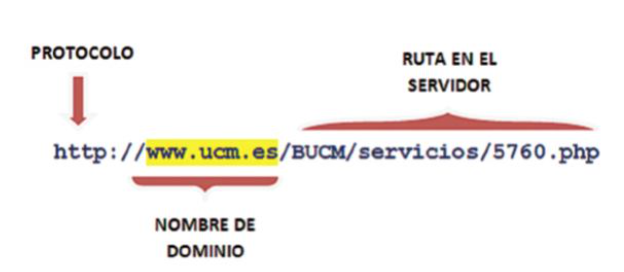 PROTOCOLO
RUTA EN EL
SERVIDOR
http://www.ucm.es/BUCM/servicios/5760.php
NOMBRE DE
DOMINIO